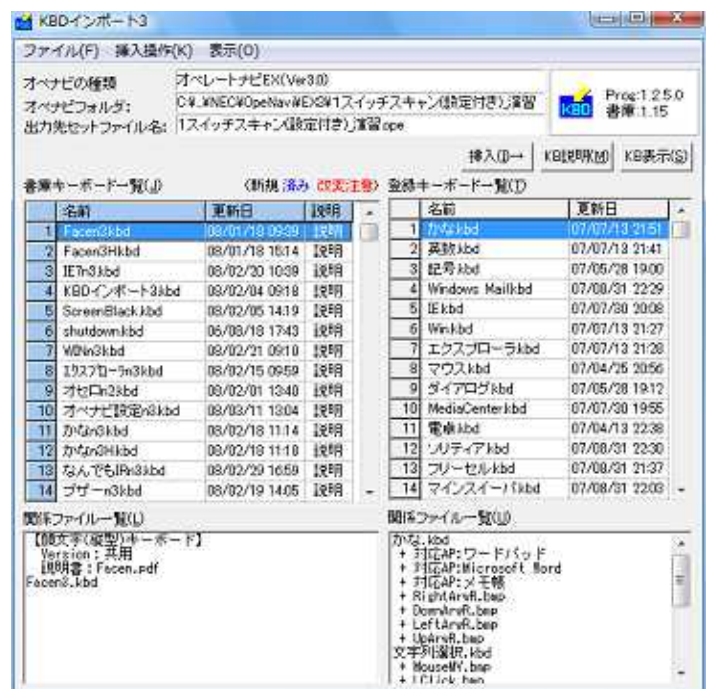 KBDインポート3
ファイル(F) 挿入操作(K) 表示(O)
オペナビの種類 オペレートナビEX(Ver3.0)
オペナビフォルダ: C:¥..¥NEC¥OpeNav¥EX3¥1スイッチスキャン(設定付き)_演習
出力先セットファイル名: 1スイッチスキャン(設定付き)_演習.ope
KBD
Prog:1.2.5.0
書庫:1.15
挿入(I)→ KB説明(M) KB表示(S)
書庫キーボード一覧(J) (新規 済み 改変注意) 登録キーボード一覧(T)
名前 更新日 説明
1 Facen3.kbd 08/01/18 09:39 説明
2 Facen3H.kbd 08/01/18 15:14 説明
3 IE7n3.kbd 08/02/20 10:39 説明
4 KBDインポート3.kbd 08/02/04 09:18 説明
5 ScreenBlack.kbd 08/02/05 14:19 説明
6 shutdown.kbd 06/08/18 17:43 説明
7 WINn3.kbd 08/02/21 09:10 説明
8 エクスプローラn3.kbd 08/02/15 09:59 説明
9 オセロn2.kbd 08/02/01 13:40 説明
10 オペナビ設定n3.kbd 08/03/11 13:04 説明
11 かなn3.kbd 08/02/18 11:14 説明
12 かなn3H.kbd 08/02/18 11:18 説明
13 なんでもIRn3.kbd 08/02/29 16:59 説明
14 ブザーn3.kbd 08/02/19 14:05 説明
名前 更新日
1 かな.kbd 07/07/13 21:51
2 英数.kbd 07/07/13 21:41
3 記号.kbd 07/05/28 19:00
4 Windows Mail.kbd 07/08/31 22:29
5 IE.kbd 07/07/30 20:08
6 Win.kbd 07/07/13 21:27
7 エクスプローラ.kbd 07/07/13 21:28
8 マウス.kbd 07/04/25 20:56
9 ダイアログ.kbd 07/05/28 19:12
10 MediaCenter.kbd 07/07/30 19:55
11 電卓.kbd 07/04/13 22:38
12 ソリティア.kbd 07/08/31 22:30
13 フリーセル.kbd 07/08/31 21:37
14 マインスイーパ.kbd 07/08/31 22:03
関係ファイル一覧(L)
【顔文字(縦型)キーボード】
Version:共用
説明書:Facen.pdf
Facen3.kbd
関係ファイル一覧(U)
かな.kbd
+ 対応AP:ワードパッド
+ 対応AP:Microsoft Word
+ 対応AP:メモ帳
+ RightArwR.bmp
+ DownArwR.bmp
+ LeftArwR.bmp
+ UpArwR.bmp
文字列選択.kbd
+ MouseMY.bmp
+ LClick.bmp